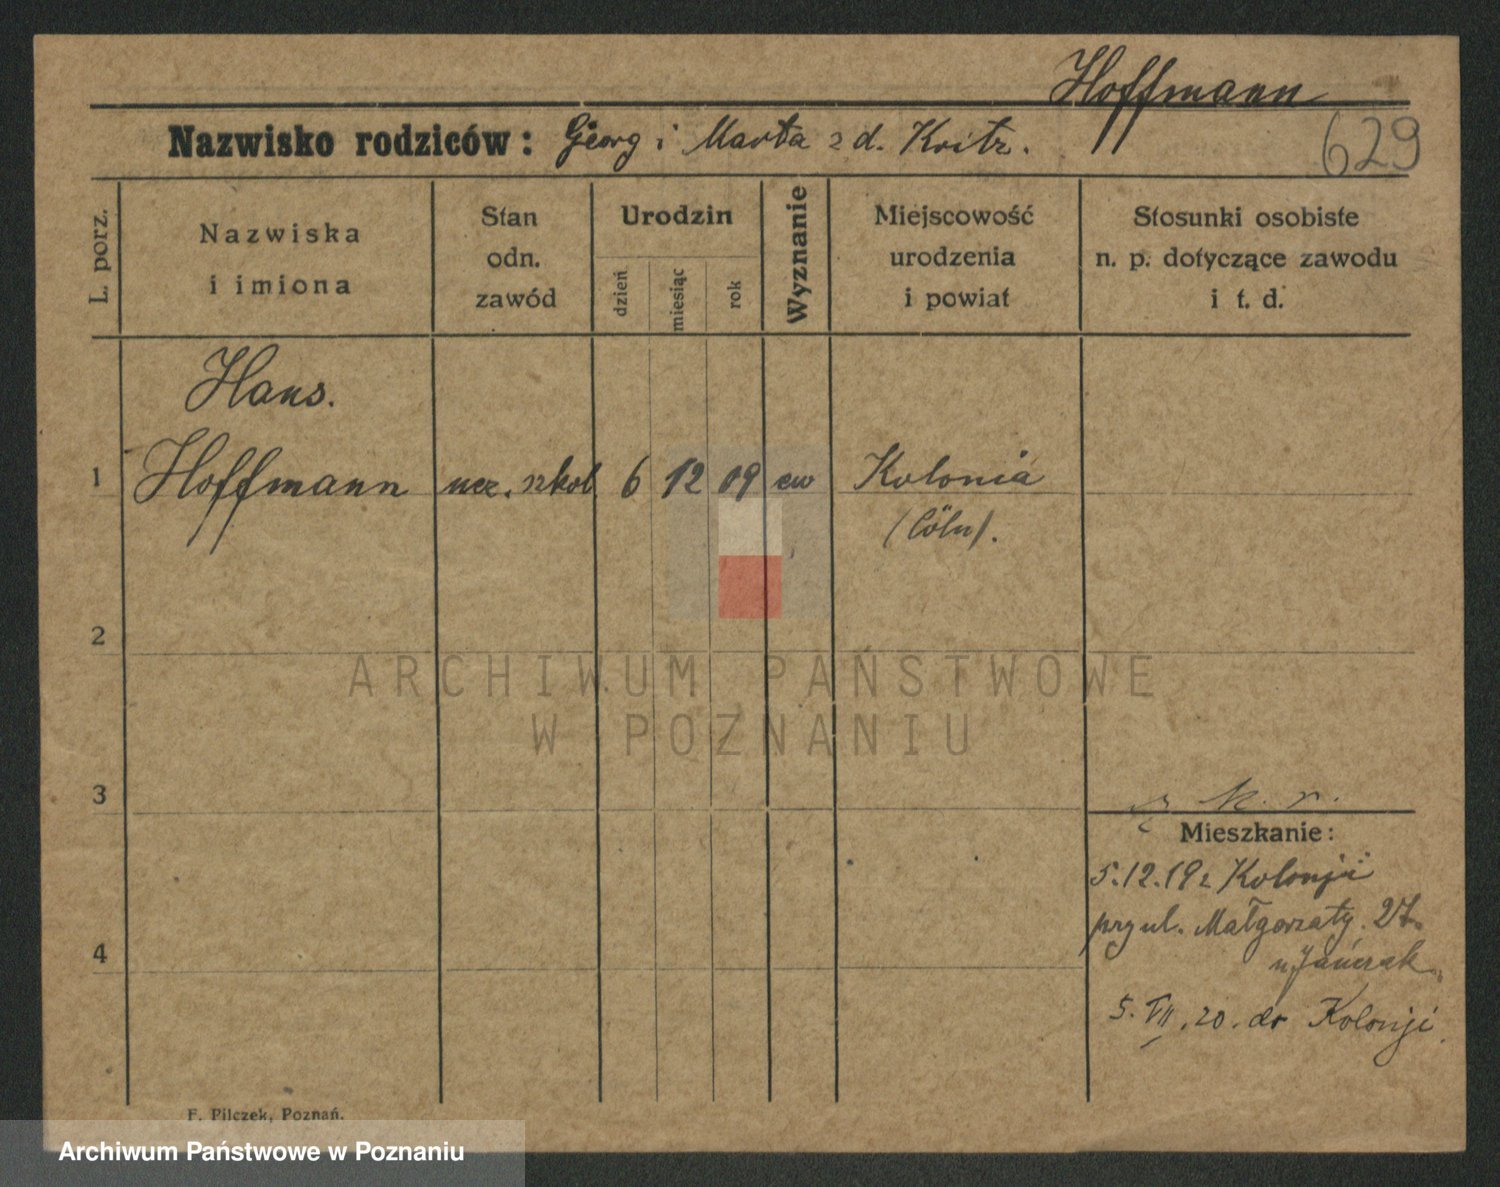 Hoffmann
Nazwisko rodziców: Georg i Marta z d. Kritz.
629
L. porz.
Nazwiska
i imiona
Stan
odn.
zawód
Urodzin
dzień
miesiąc
rok
Wyznanie
Miejscowość
urodzenia
i powiat
Stosunki osobiste
n. p. dotyczące zawodu
i t. d.
Hans.
1 Hoffmann ucz. szkol 6 12 09 ew Kolonia
(Cöln).
2
3
Mieszkanie:
5.12.19 z Kolonji
przy ul. Małgorzaty. 27.
u Jańczak
4
5. VII. 20. do Kolonji.
F. Pilczek, Poznań.
ARCHIWUM PAŃSTWOWE
W POZNANIU
Archiwum Państwowe w Poznaniu